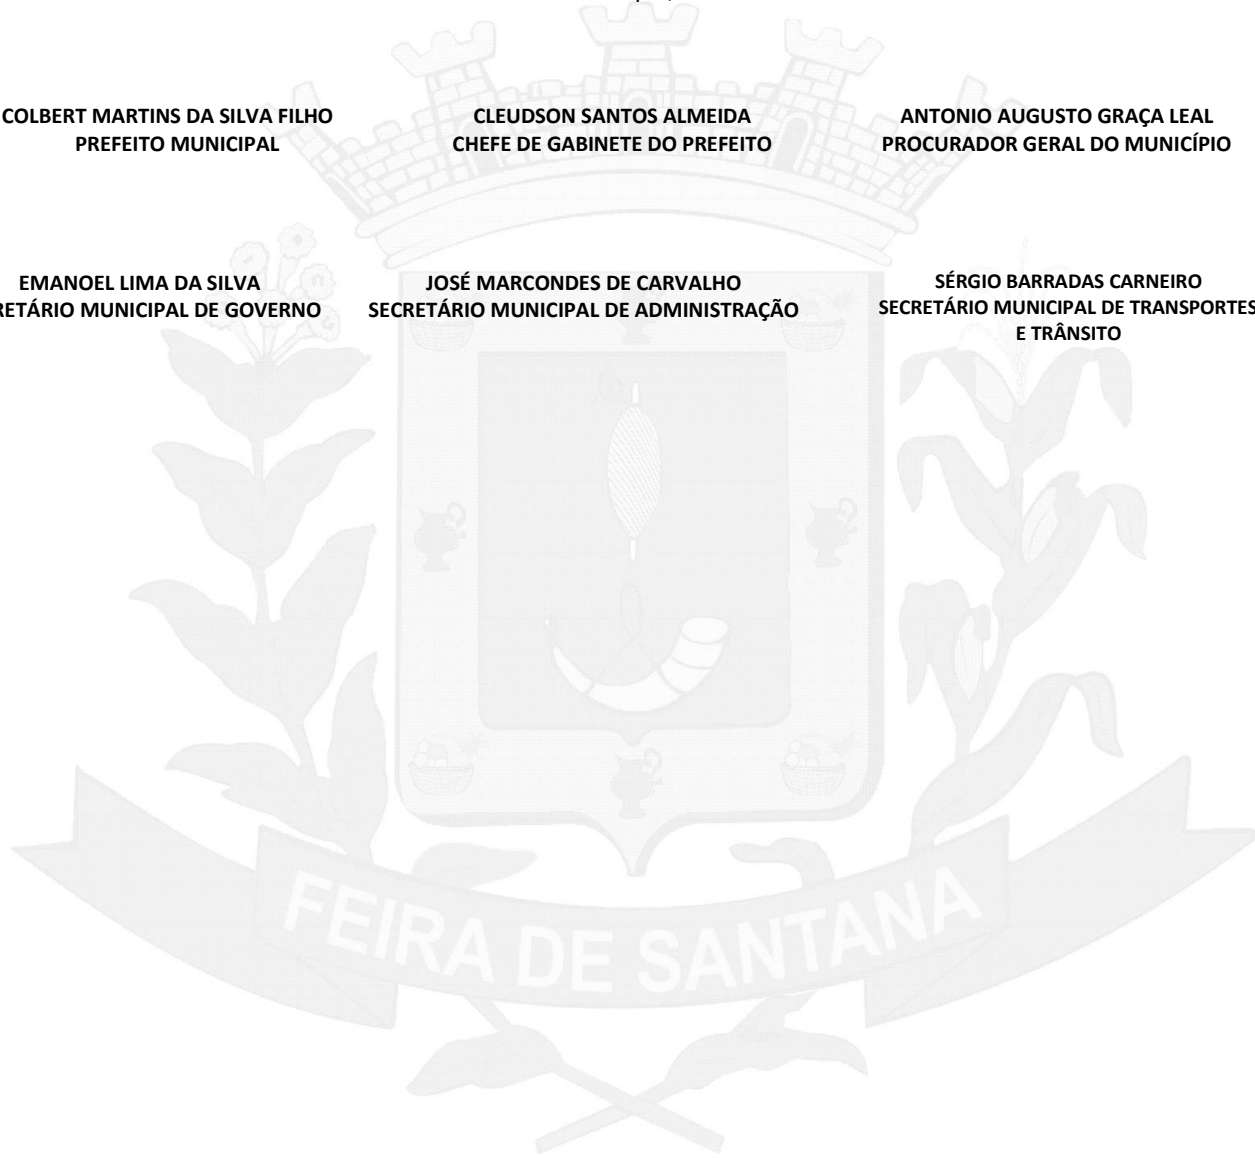 COLBERT MARTINS DA SILVA FILHO
PREFEITO MUNICIPAL
CLEUDSON SANTOS ALMEIDA
CHEFE DE GABINETE DO PREFEITO
ANTONIO AUGUSTO GRAÇA LEAL
PROCURADOR GERAL DO MUNICÍPIO
EMANOEL LIMA DA SILVA
RETÁRIO MUNICIPAL DE GOVERNO
JOSÉ MARCONDES DE CARVALHO
SECRETÁRIO MUNICIPAL DE ADMINISTRAÇÃO
SÉRGIO BARRADAS CARNEIRO
SECRETÁRIO MUNICIPAL DE TRANSPORTES
E TRÂNSITO
FEIRA DE SANTANA